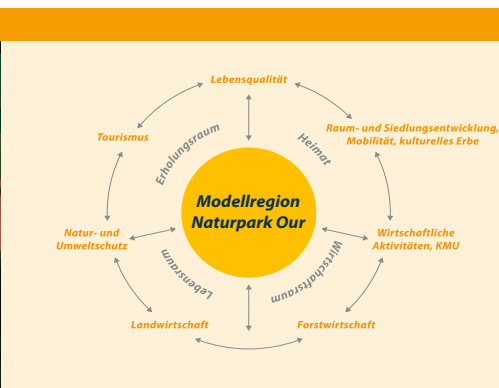 Lebensqualität
Erholungsraum
Heimat
Raum- und Siedlungsentwicklung,
Mobilität, kulturelles Erbe
Tourismus
Modellregion
Naturpark Our
Natur- und
Umweltschutz
Wirtschaftliche
Aktivitäten, KMU
Lebensraum
Wirtschaftsraum
Landwirtschaft
Forstwirtschaft